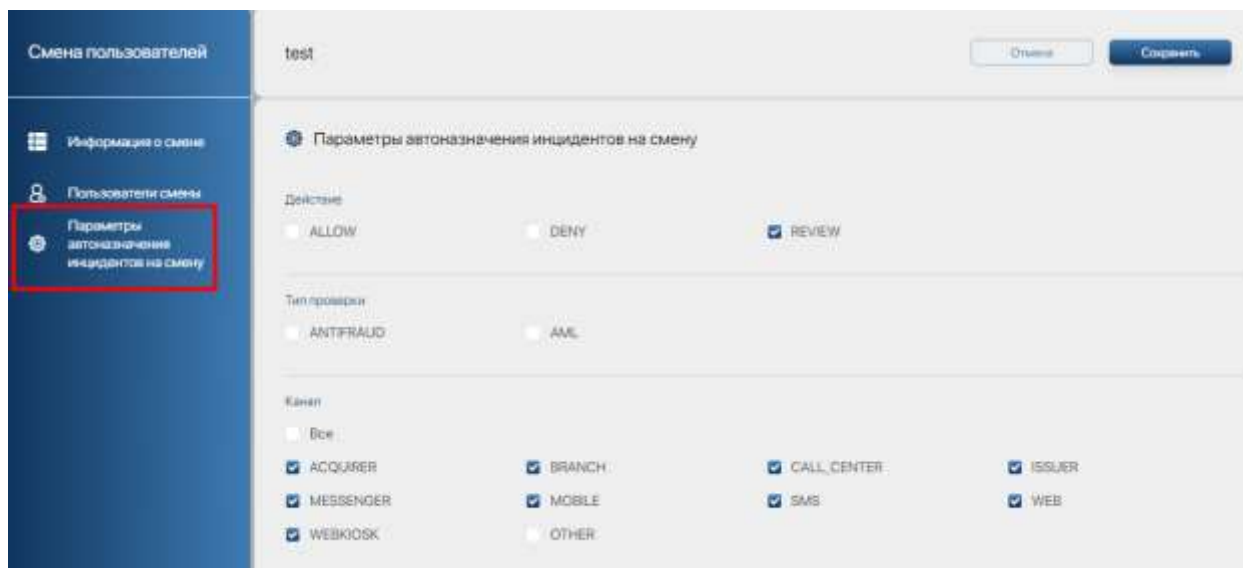 Смена пользователей
test
Отмена
Сохранить
Информация о смене
Пользователи смены
Параметры
автоназначения
инцидентов на смену
Параметры автоназначения инцидентов на смену
Действие
ALLOW
DENY
REVIEW
Тип проверки
ANTIFRAUD
AML
Канал
Все
ACQUIRER
BRANCH
CALL_CENTER
ISSUER
MESSENGER
MOBILE
SMS
WEB
WEBKIOSK
OTHER